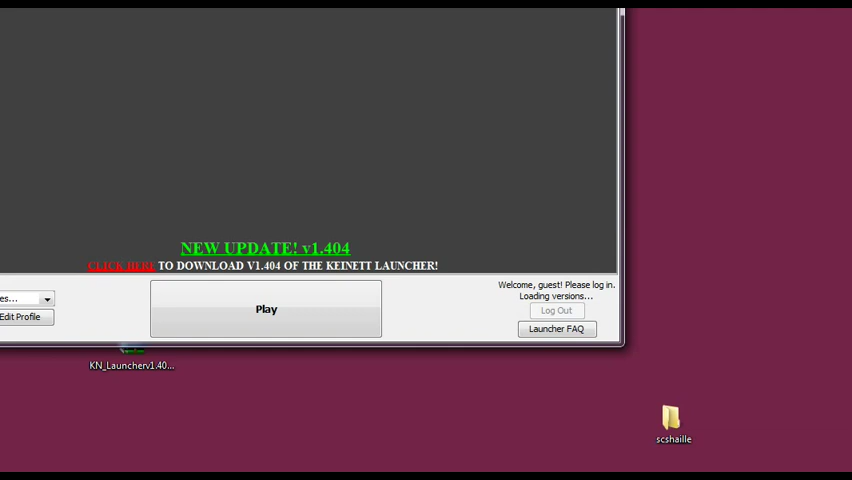 NEW UPDATE! v1.404
CLICK HERE TO DOWNLOAD V1.404 OF THE KEINETT LAUNCHER!
es...
Edit Profile
Play
Welcome, guest! Please log in.
Loading versions...
Log Out
Launcher FAQ
KN_Launcherv1.40...
scshaille